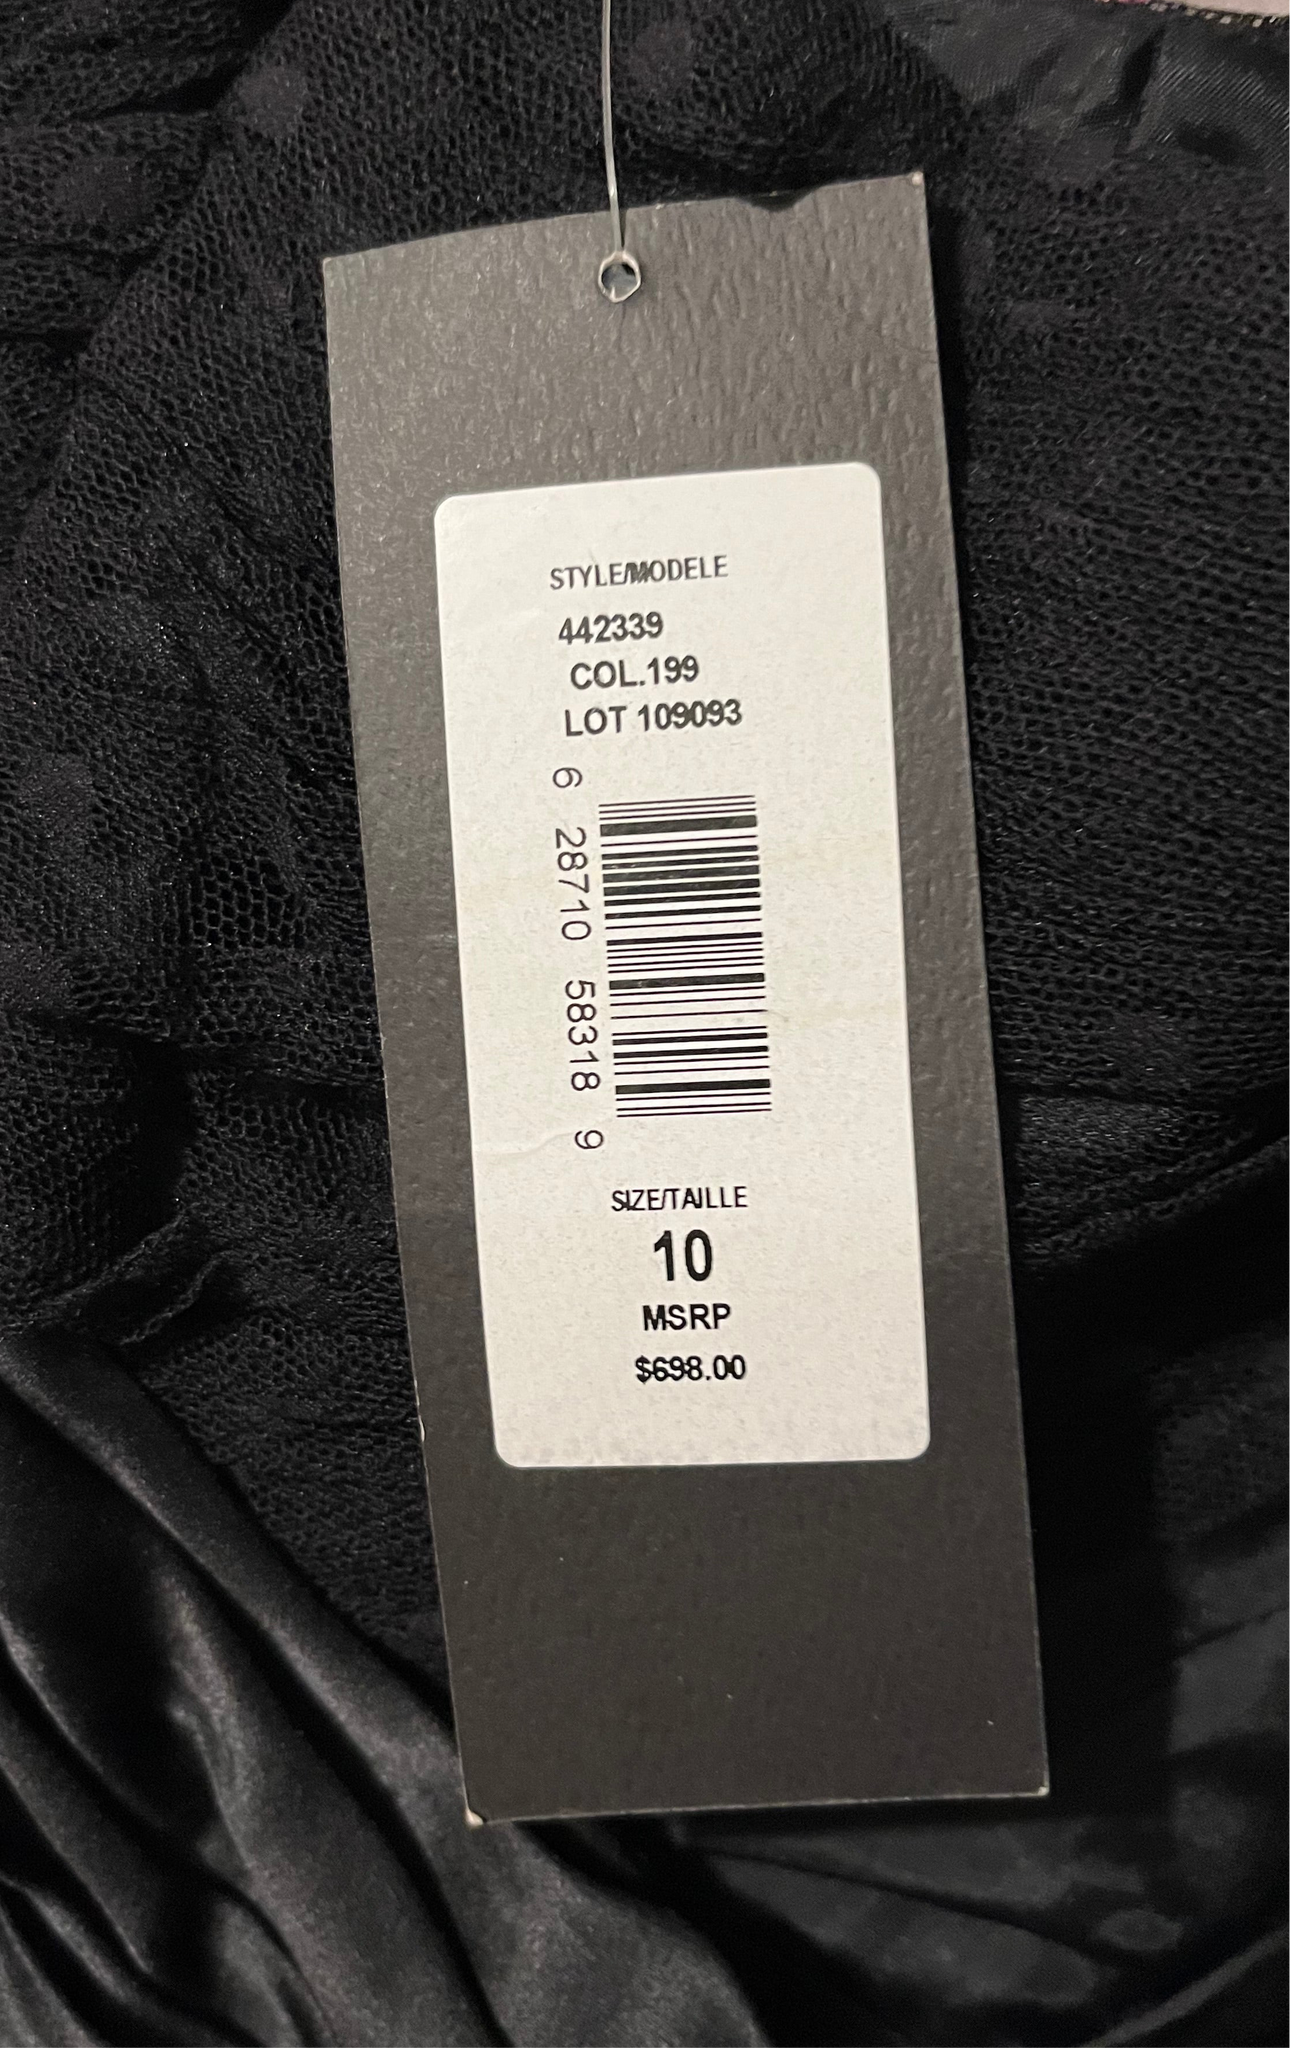 STYLE/MODELE
442339
COL.199
LOT 109093
6 28710 58318 9
SIZE/TAILLE
10
MSRP
$698.00